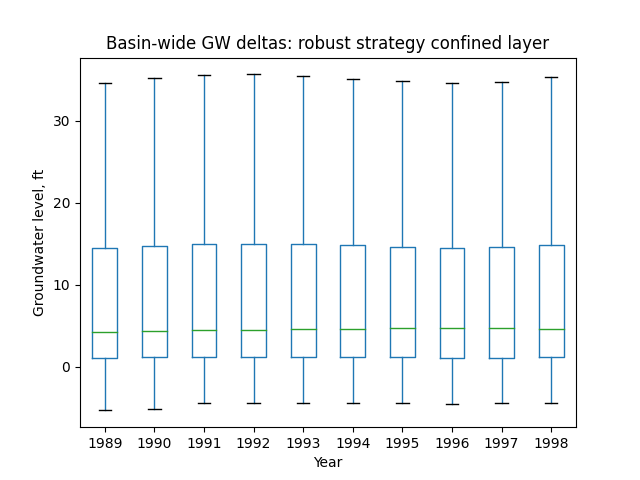 Basin-wide GW deltas: robust strategy confined layer
Groundwater level, ft
30
20
10
0
1989 1990 1991 1992 1993 1994 1995 1996 1997 1998
Year